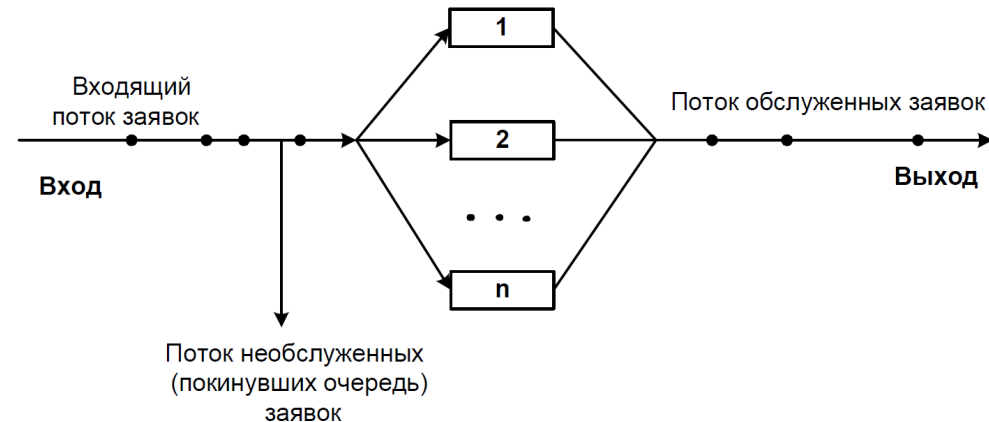 1
Входящий
поток заявок
Поток обслуженных заявок
2
Вход
Выход
. . .
n
Поток необслуженных
(покинувших очередь)
заявок